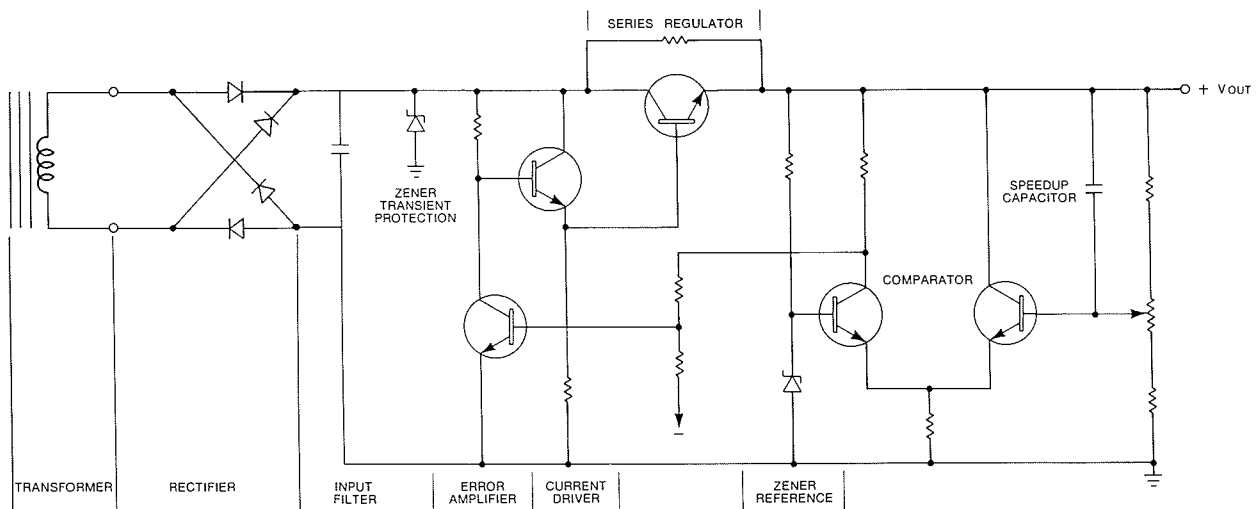 SERIES REGULATOR
+ VOUT
ZENER
TRANSIENT
PROTECTION
SPEEDUP
CAPACITOR
COMPARATOR
–
TRANSFORMER
RECTIFIER
INPUT
FILTER
ERROR
AMPLIFIER
CURRENT
DRIVER
ZENER
REFERENCE